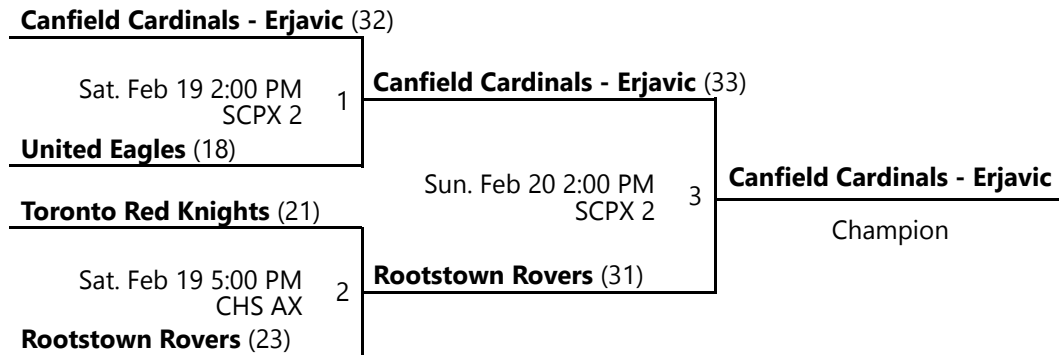 Canfield Cardinals - Erjavic (32)
Sat. Feb 19 2:00 PM
SCPX 2
1
United Eagles (18)
Canfield Cardinals - Erjavic (33)
Toronto Red Knights (21)
Sat. Feb 19 5:00 PM
CHS AX
2
Rootstown Rovers (23)
Sun. Feb 20 2:00 PM
SCPX 2
3
Rootstown Rovers (31)
Canfield Cardinals - Erjavic
Champion